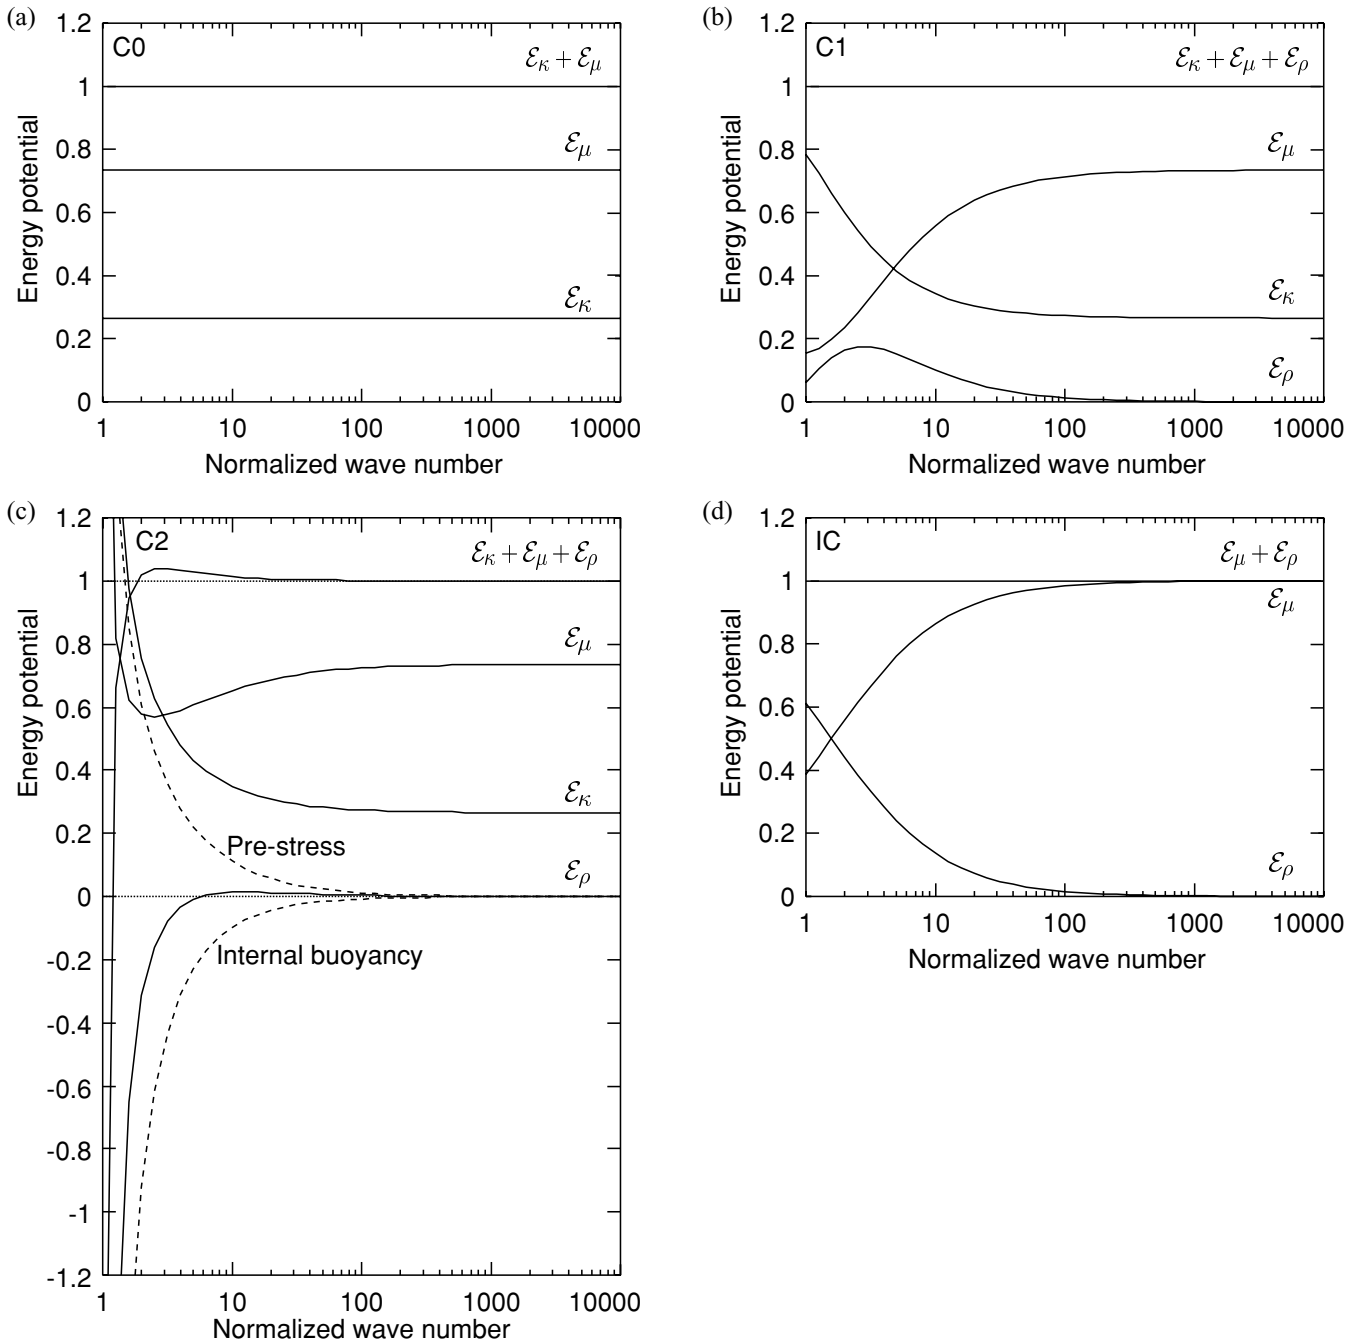 (a)
C0
ℰκ + ℰμ
ℰμ
ℰκ
Energy potential
1.2
1
0.8
0.6
0.4
0.2
0
1 10 100 1000 10000
Normalized wave number
(b)
C1
ℰκ + ℰμ + ℰρ
ℰμ
ℰκ
ℰρ
Energy potential
1.2
1
0.8
0.6
0.4
0.2
0
1 10 100 1000 10000
Normalized wave number
(c)
C2
ℰκ + ℰμ + ℰρ
ℰμ
ℰκ
Pre-stress
ℰρ
Internal buoyancy
Energy potential
1.2
1
0.8
0.6
0.4
0.2
0
-0.2
-0.4
-0.6
-0.8
-1
-1.2
1 10 100 1000 10000
Normalized wave number
(d)
IC
ℰμ + ℰρ
ℰμ
ℰρ
Energy potential
1.2
1
0.8
0.6
0.4
0.2
0
1 10 100 1000 10000
Normalized wave number